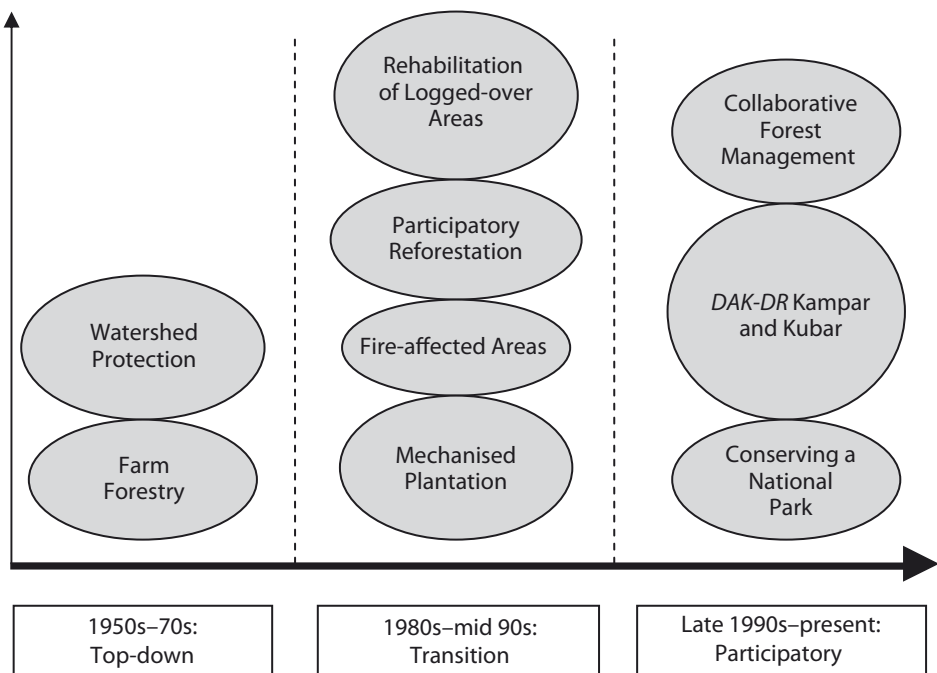 Watershed
Protection
Farm
Forestry
Rehabilitation
of Logged-over
Areas
Participatory
Reforestation
Fire-affected Areas
Mechanised
Plantation
Collaborative
Forest
Management
DAK-DR Kampar
and Kubar
Conserving a
National
Park
1950s–70s:
Top-down
1980s–mid 90s:
Transition
Late 1990s–present:
Participatory